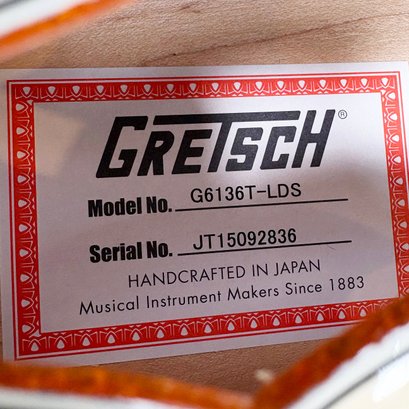 GRETSCH®
Model No. G6136T-LDS
Serial No. JT15092836
HANDCRAFTED IN JAPAN
Musical Instrument Makers Since 1883